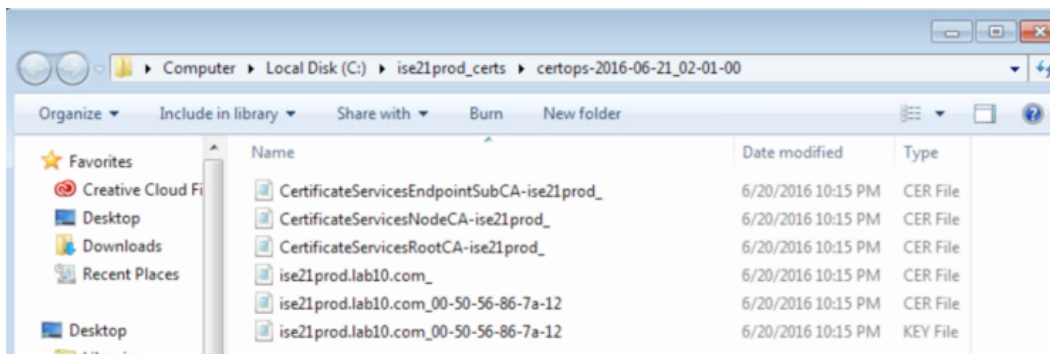 Computer ▸ Local Disk (C:) ▸ ise21prod_certs ▸ certops-2016-06-21_02-01-00
Organize Include in library Share with Burn New folder
Favorites
Creative Cloud Fi
Desktop
Downloads
Recent Places
Desktop
Name Date modified Type
CertificateServicesEndpointSubCA-ise21prod_ 6/20/2016 10:15 PM CER File
CertificateServicesNodeCA-ise21prod_ 6/20/2016 10:15 PM CER File
CertificateServicesRootCA-ise21prod_ 6/20/2016 10:15 PM CER File
ise21prod.lab10.com_ 6/20/2016 10:15 PM CER File
ise21prod.lab10.com_00-50-56-86-7a-12 6/20/2016 10:15 PM CER File
ise21prod.lab10.com_00-50-56-86-7a-12 6/20/2016 10:15 PM KEY File